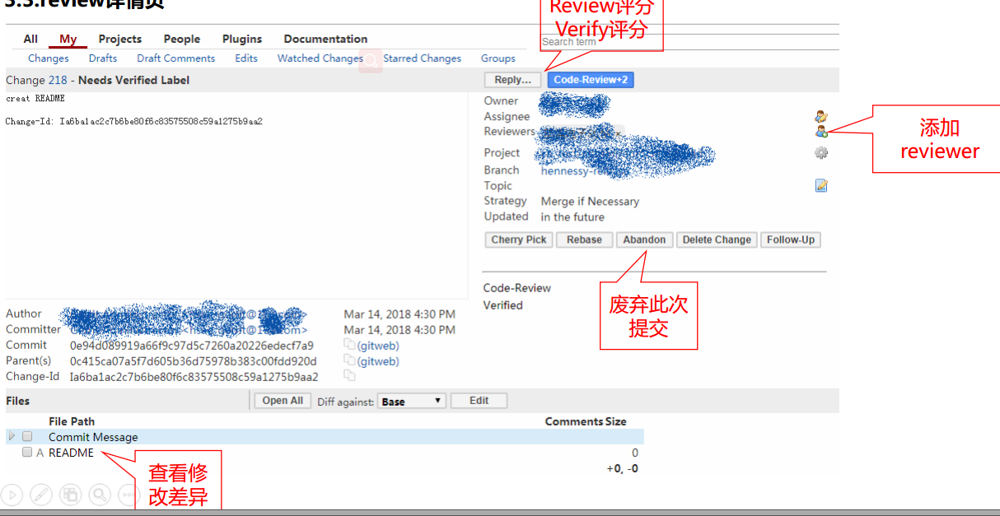 3.3.review详情页
Review评分
Verify评分
All My Projects People Plugins Documentation
Search term
Changes Drafts Draft Comments Edits Watched Changes Starred Changes Groups
Change 218 - Needs Verified Label
Reply... Code-Review+2
creat README
Change-Id: Ia6ba1ac2c7b6be80f6c83575508c59a1275b9aa2
Owner
Assignee
Reviewers
添加
reviewer
Project
Branch hennessy-
Topic
Strategy Merge if Necessary
Updated in the future
Cherry Pick Rebase Abandon Delete Change Follow-Up
Code-Review
Verified
废弃此次
提交
Author Mar 14, 2018 4:30 PM
Committer Mar 14, 2018 4:30 PM
Commit 0e94d089919a66f9c97d5c7260a20226edecf7a9 (gitweb)
Parent(s) 0c415ca07a5f7d605b36d75978b383c00fdd920d (gitweb)
Change-Id Ia6ba1ac2c7b6be80f6c83575508c59a1275b9aa2
Files Open All Diff against: Base Edit
File Path Comments Size
Commit Message
A README 0
+0, -0
查看修
改差异